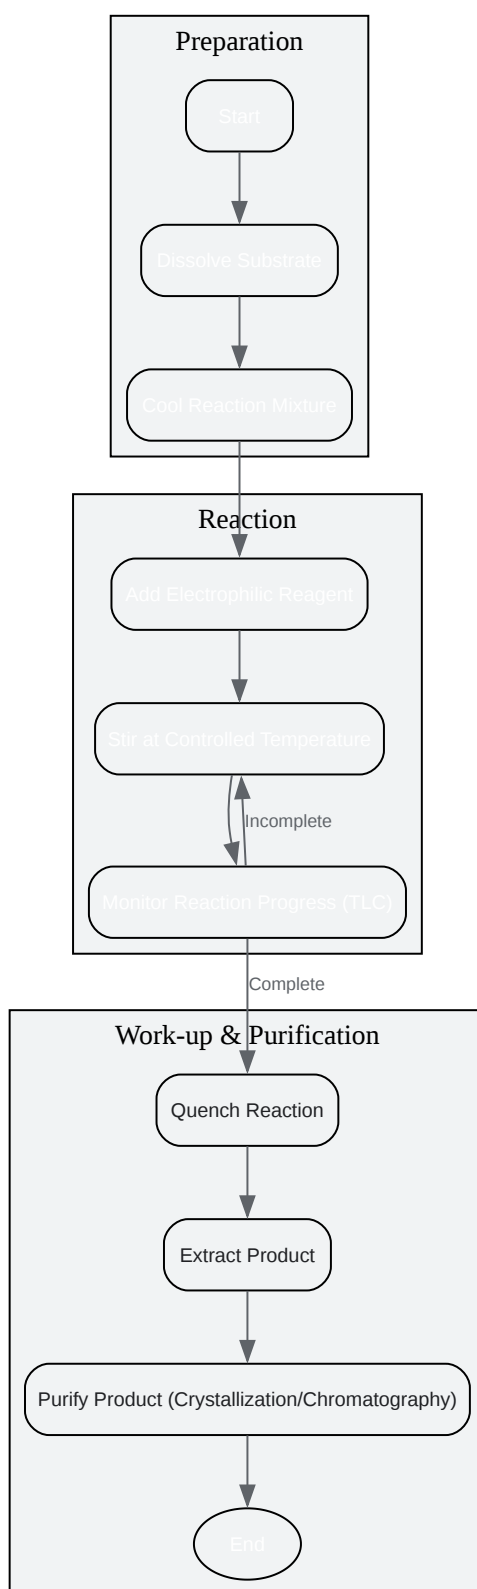 Preparation
Start
Dissolve Substrate
Cool Reaction Mixture
Reaction
Add Electrophilic Reagent
Stir at Controlled Temperature
Incomplete
Monitor Reaction Progress (TLC)
Complete
Work-up & Purification
Quench Reaction
Extract Product
Purify Product (Crystallization/Chromatography)
End